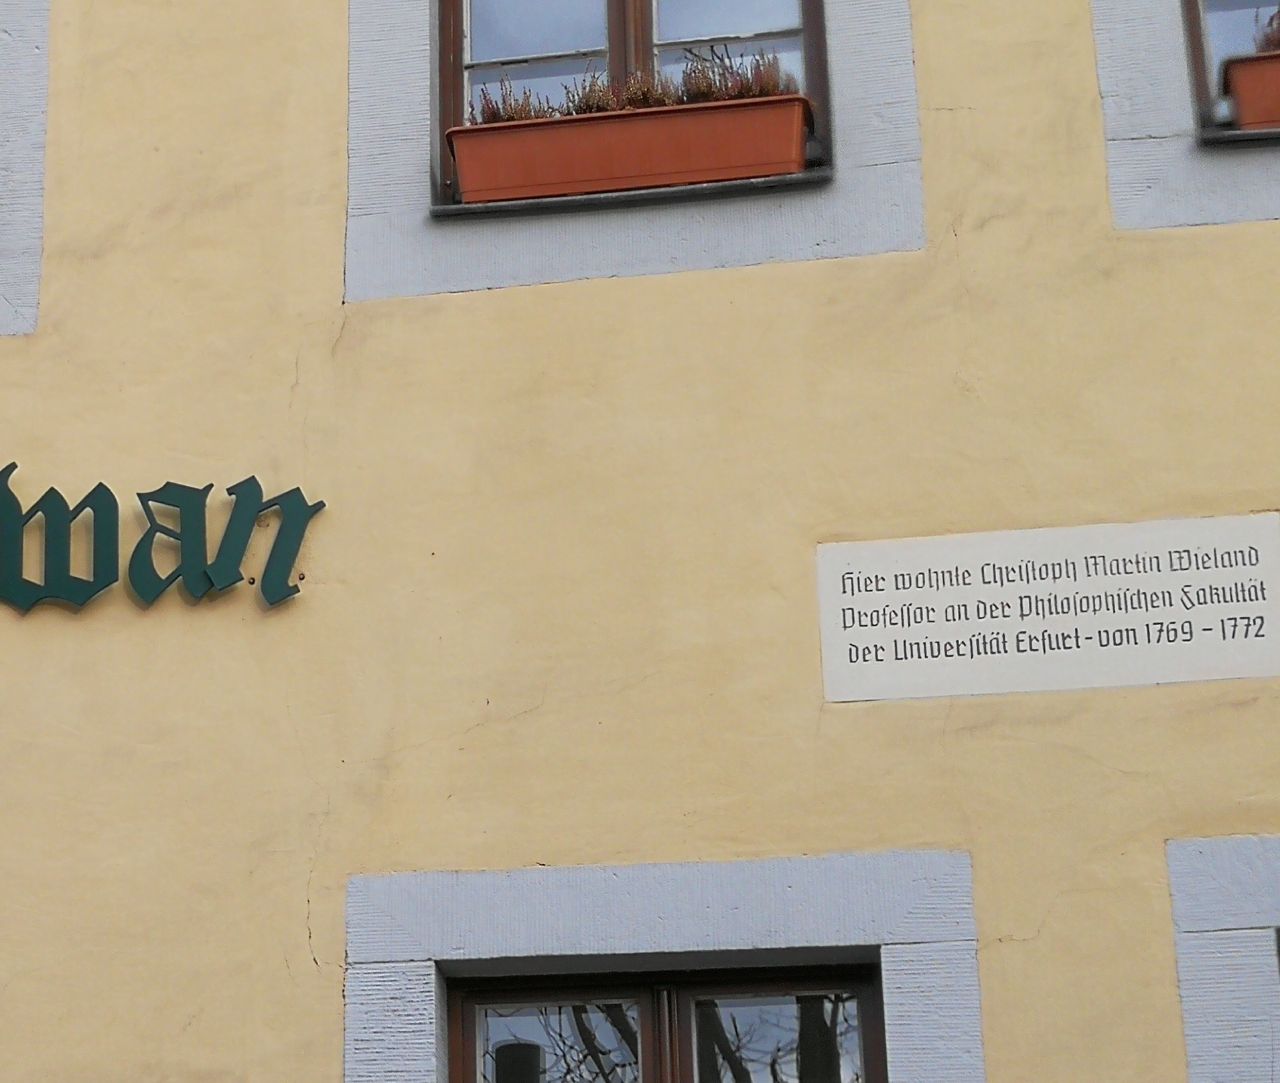 wan
Hier wohnte Chriſtoph Martin Wieland
Profeſſor an der Philoſophiſchen Fakultät
der Univerſität Erfurt-von 1769 - 1772